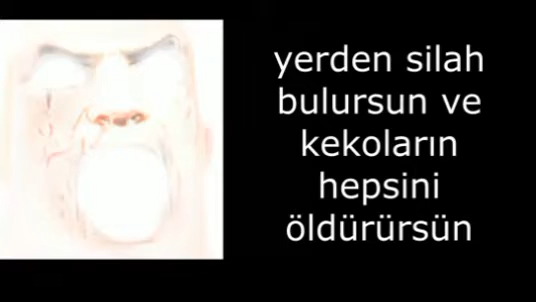 yerden silah
bulursun ve
kekoların
hepsini
öldürürsün